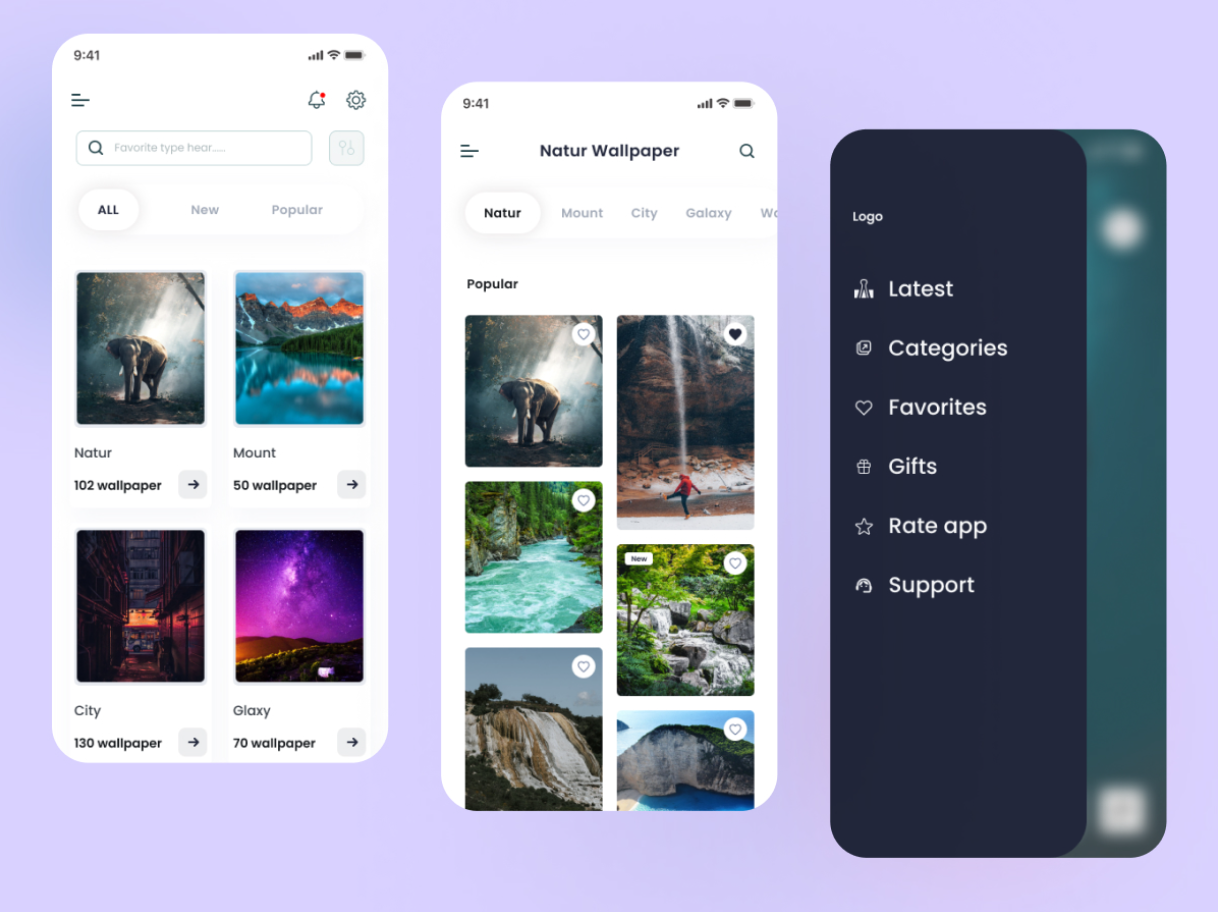 9:41
Favorite type hear.....
ALL New Popular
Natur Mount
102 wallpaper 50 wallpaper
City Glaxy
130 wallpaper 70 wallpaper
9:41
Natur Wallpaper
Natur Mount City Galaxy
Popular
New
Logo
Latest
Categories
Favorites
Gifts
Rate app
Support